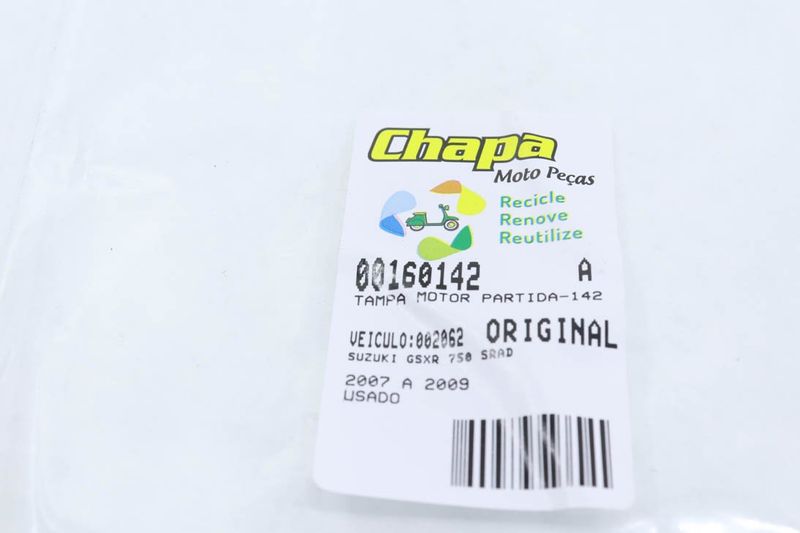 Chapa
Moto Peças
Recicle
Renove
Reutilize
00160142 A
TAMPA MOTOR PARTIDA-142
VEICULO:002062 ORIGINAL
SUZUKI GSXR 750 SRAD
2007 A 2009
USADO